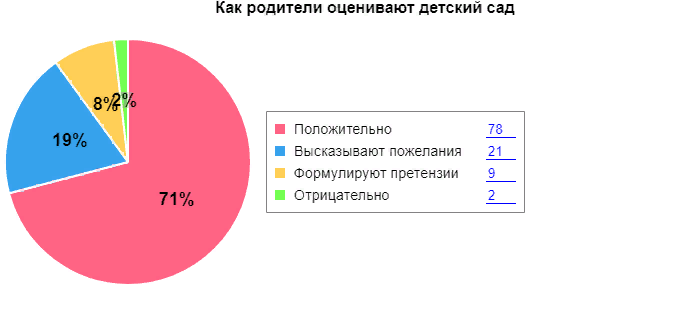 Как родители оценивают детский сад
8%
2%
19%
71%
Положительно 78
Высказывают пожелания 21
Формулируют претензии 9
Отрицательно 2